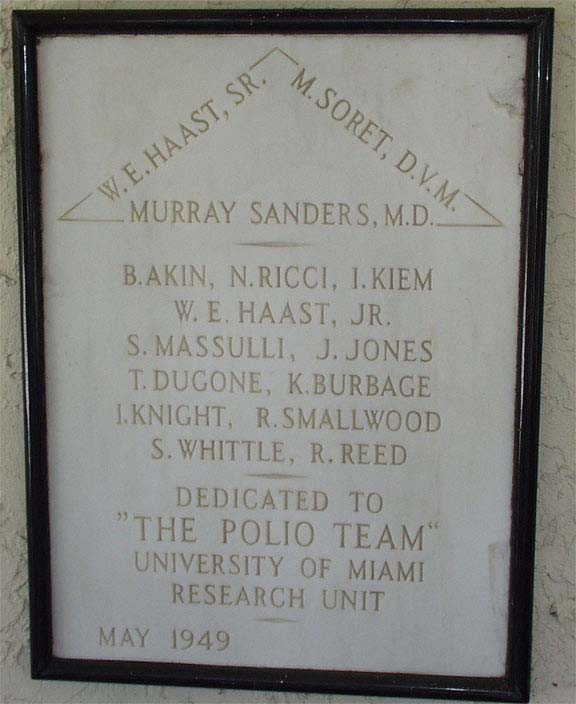 W.E.HAAST, SR.
M.SORET, D.V.M.
MURRAY SANDERS, M.D.
B.AKIN, N.RICCI, I.KIEM
W. E. HAAST, JR.
S. MASSULLI, J. JONES
T. DUGONE, K.BURBAGE
I.KNIGHT, R.SMALLWOOD
S. WHITTLE, R. REED
DEDICATED TO
”THE POLIO TEAM“
UNIVERSITY OF MIAMI
RESEARCH UNIT
MAY 1949